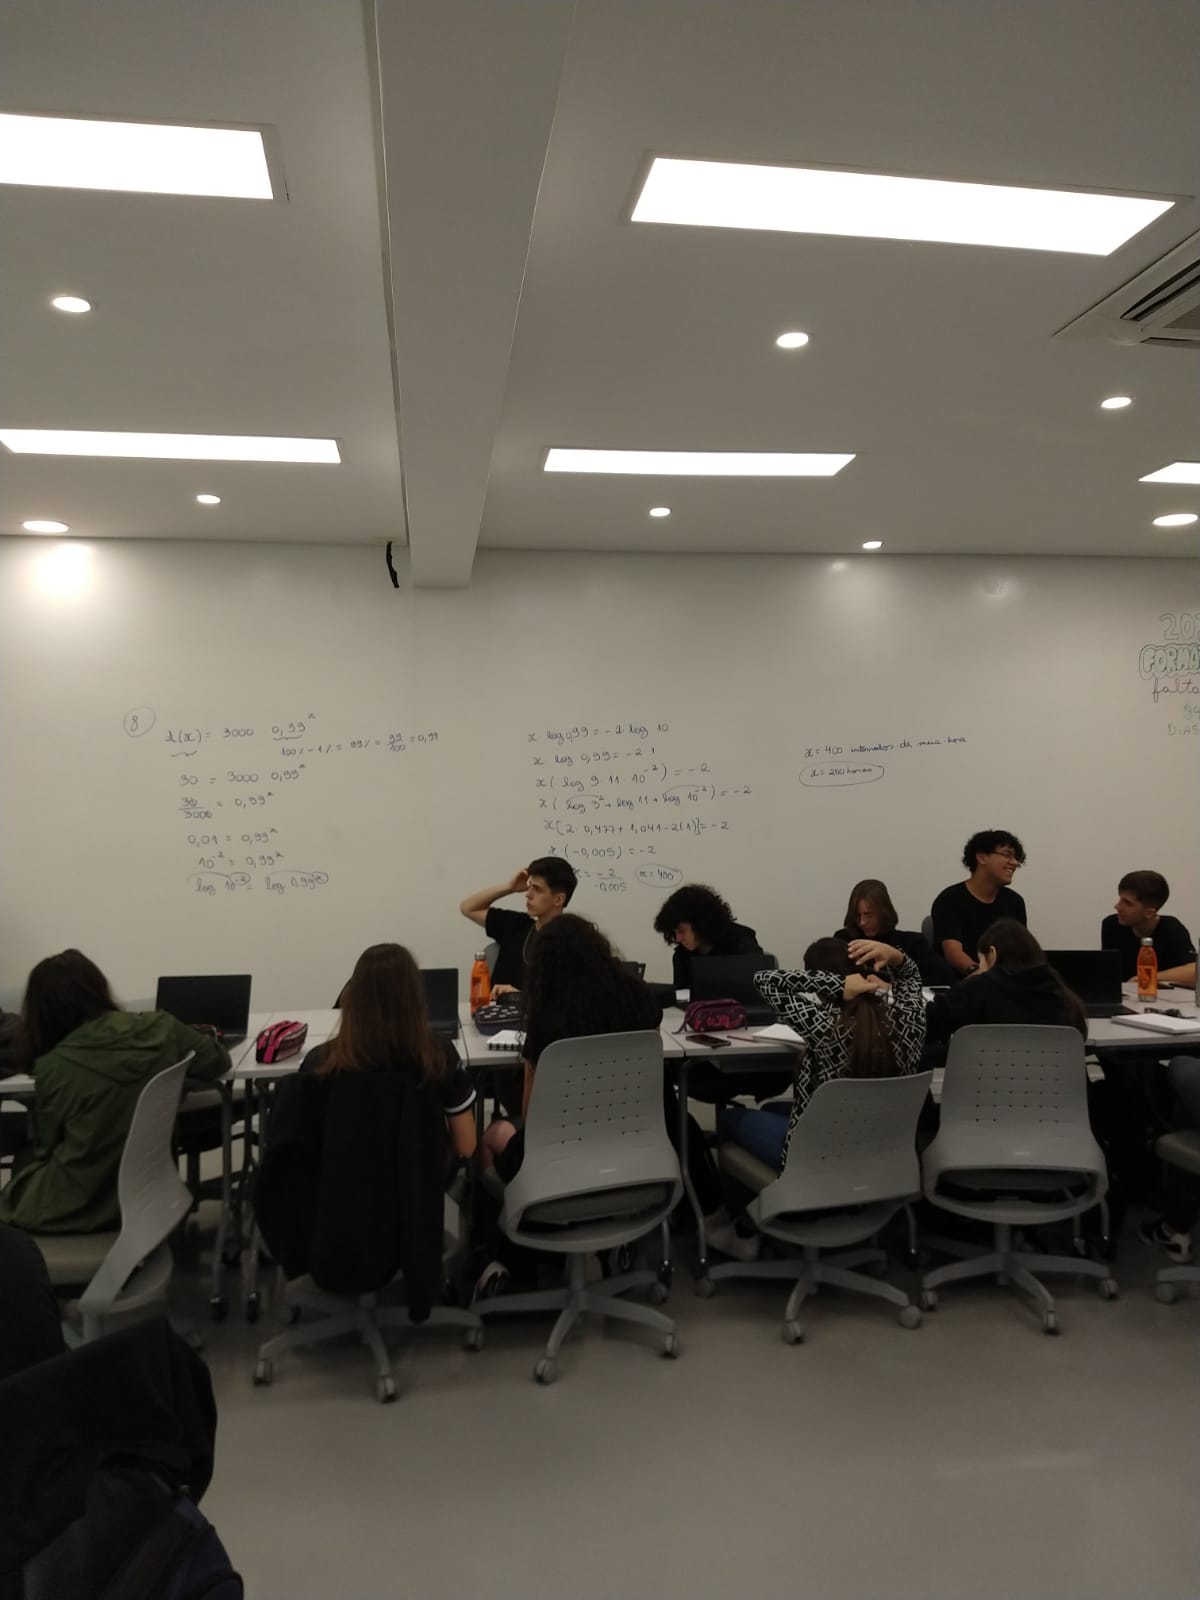 8
d(x) = 3000 0,99^x
100% - 1% = 99% = 99/100 = 0,99
30 = 3000 · 0,99^x
30/3000 = 0,99^x
0,01 = 0,99^x
10^-2 = 0,99^x
log 10^-2 = log 0,99^x
x · log 0,99 = -2 · log 10
x · log 0,99 = -2 · 1
x ( log 9 · 11 · 10^-2 ) = -2
x ( log 3^2 + log 11 + log 10^-2 ) = -2
x [ 2 · 0,477 + 1,041 - 2(1) ] = -2
x · (-0,005) = -2
x = -2/-0,005 x = 400
x = 400 intervalos de meia-hora
x = 200 horas
falta
DIAS